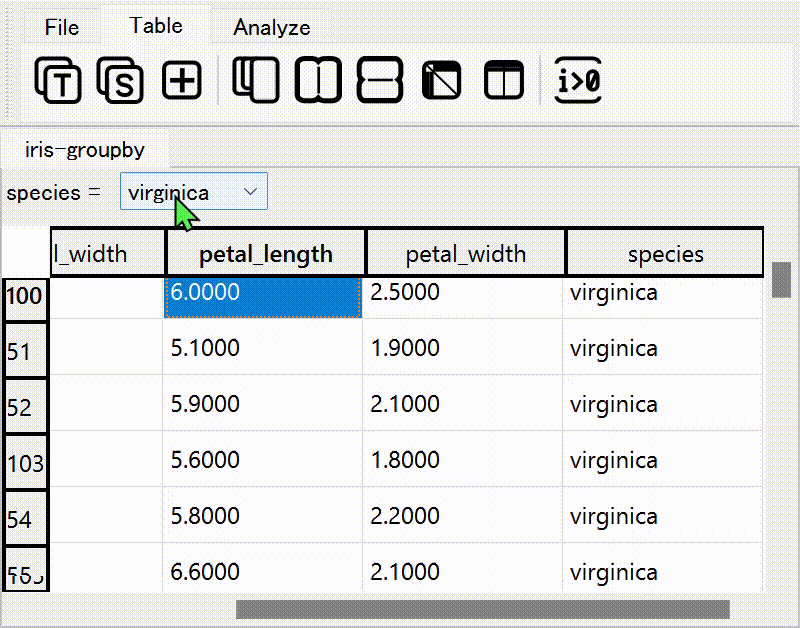 File Table Analyze
T S i>0
iris-groupby
species = virginica
l_width petal_length petal_width species
100 6.0000 2.5000 virginica
51 5.1000 1.9000 virginica
52 5.9000 2.1000 virginica
103 5.6000 1.8000 virginica
54 5.8000 2.2000 virginica
6.6000 2.1000 virginica